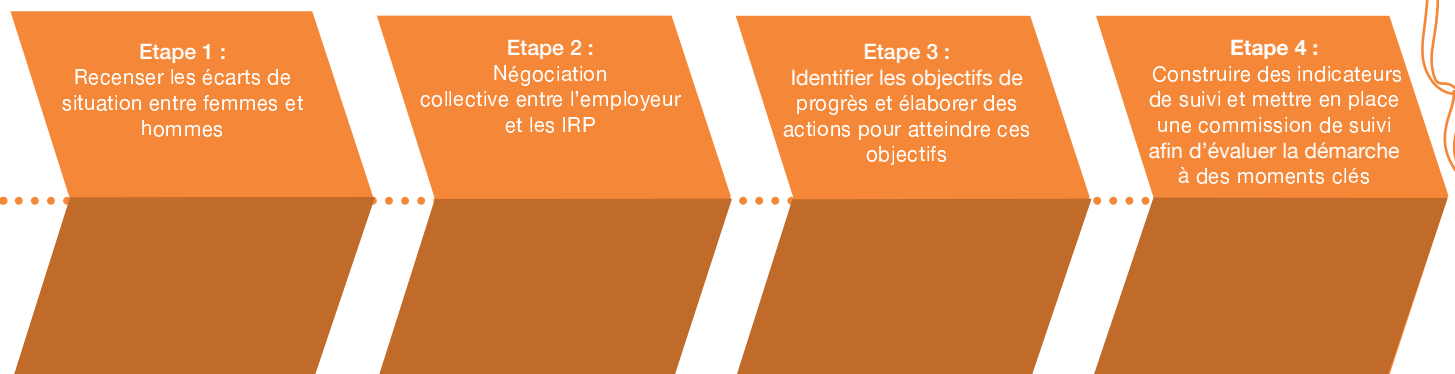 Etape 1 :
Recenser les écarts de
situation entre femmes et
hommes
Etape 2 :
Négociation
collective entre l'employeur
et les IRP
Etape 3 :
Identifier les objectifs de
progrès et élaborer des
actions pour atteindre ces
objectifs
Etape 4 :
Construire des indicateurs
de suivi et mettre en place
une commission de suivi
afin d'évaluer la démarche
à des moments clés